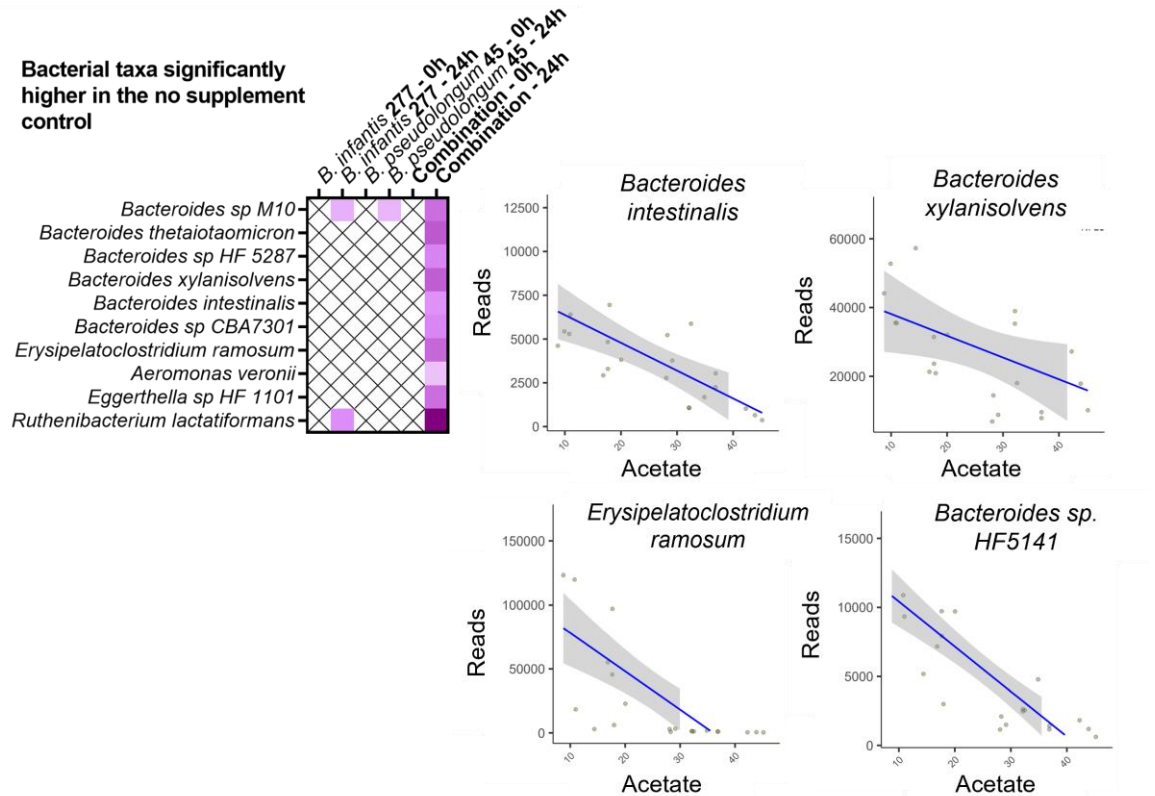 Bacterial taxa significantly
higher in the no supplement
control
B. infantis 277 - 0h
B. infantis 277 - 24h
B. pseudolongum 45 - 0h
B. pseudolongum 45 - 24h
Combination - 0h
Combination - 24h
Bacteroides sp M10
Bacteroides thetaiotaomicron
Bacteroides sp HF 5287
Bacteroides xylanisolvens
Bacteroides intestinalis
Bacteroides sp CBA7301
Erysipelatoclostridium ramosum
Aeromonas veronii
Eggerthella sp HF 1101
Ruthenibacterium lactatiformans
Bacteroides
intestinalis
Reads
12500
10000
7500
5000
2500
0
10 20 30 40
Acetate
Bacteroides
xylanisolvens
Reads
60000
40000
20000
10 20 30 40
Acetate
Erysipelatoclostridium
ramosum
Reads
150000
100000
50000
0
10 20 30 40
Acetate
Bacteroides sp.
HF5141
Reads
15000
10000
5000
0
10 20 30 40
Acetate